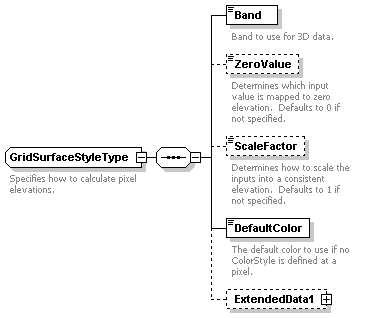 Band
Band to use for 3D data.
ZeroValue
Determines which input
value is mapped to zero
elevation. Defaults to 0 if
not specified.
GridSurfaceStyleType
Specifies how to calculate pixel
elevations.
ScaleFactor
Determines how to scale the
inputs into a consistent
elevation. Defaults to 1 if
not specified.
DefaultColor
The default color to use if no
ColorStyle is defined at a
pixel.
ExtendedData1